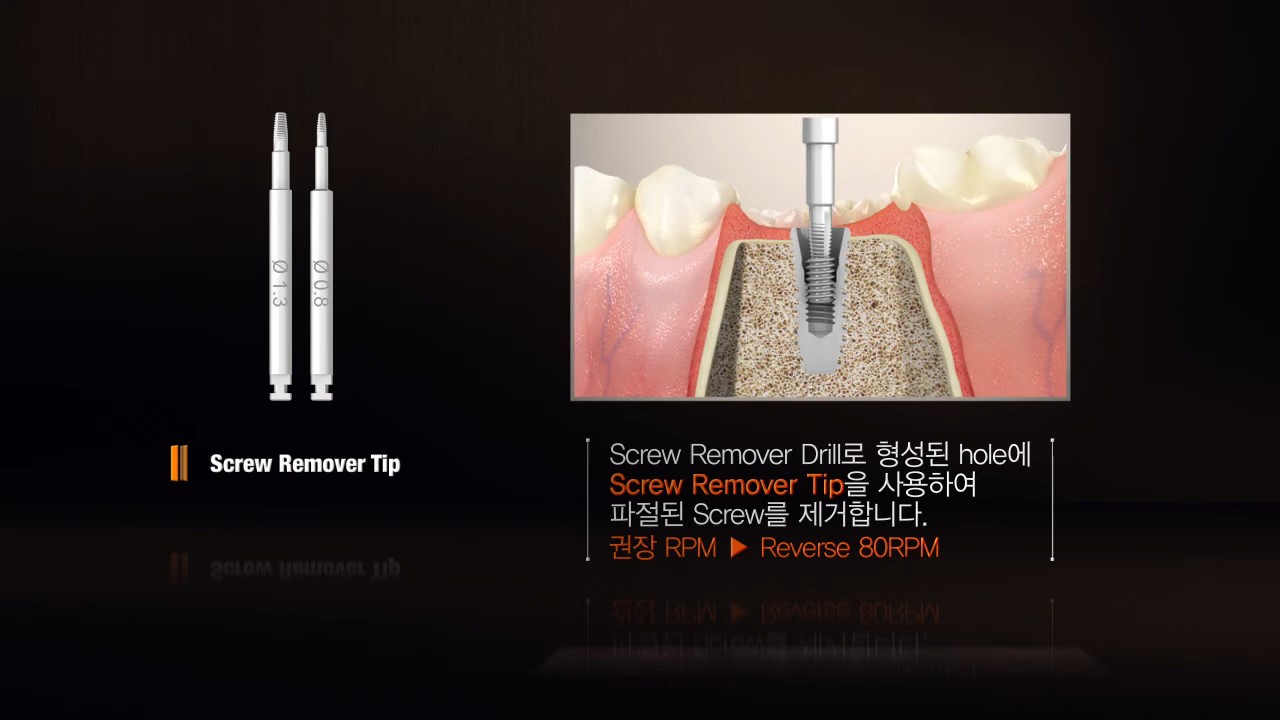 Ø 1.3
Ø 0.8
Screw Remover Tip
Screw Remover Drill로 형성된 hole에
Screw Remover Tip을 사용하여
파절된 Screw를 제거합니다.
권장 RPM ▶ Reverse 80RPM